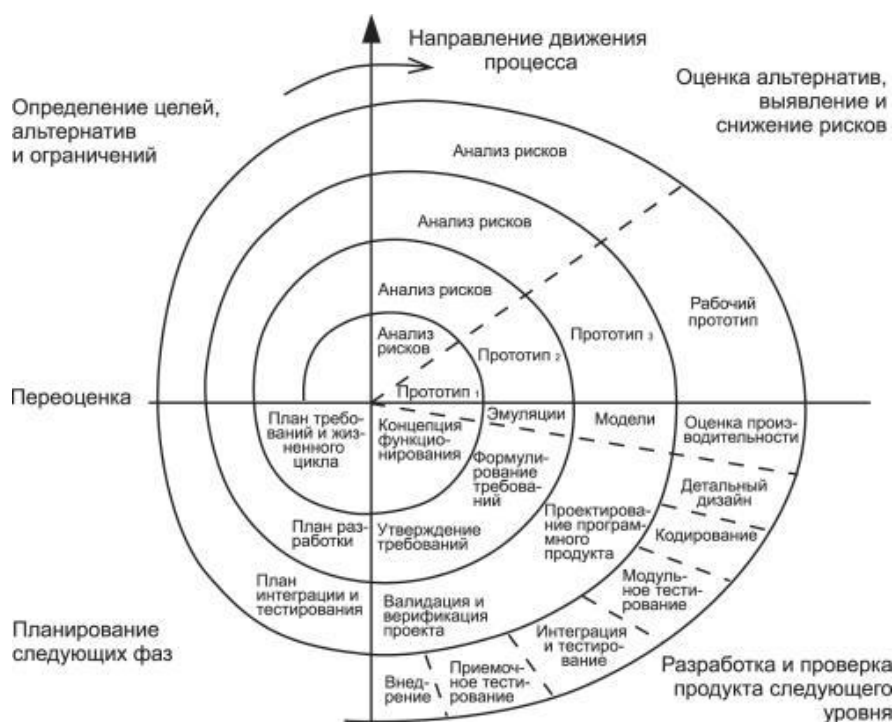 Направление движения
процесса
Определение целей,
альтернатив
и ограничений
Оценка альтернатив,
выявление и
снижение рисков
Анализ рисков
Анализ рисков
Анализ рисков
Анализ
рисков
Рабочий
прототип
Прототип 3
Прототип 2
Прототип 1
Переоценка
План требо-
ваний и жиз-
ненного
цикла
Концепция
функцио-
нирования
Эмуляции
Модели
Оценка произ-
водительности
Формули-
рование
требова-
ний
Детальный
дизайн
План раз-
работки
Утверждение
требований
Проектирова-
ние програм-
много
продукта
Кодирование
План
интеграции и
тестирования
Модуль-
ное тести-
рование
Валидация и
верификация
проекта
Интеграция
и тестиро-
вание
Планирование
следующих фаз
Внед-
рение
Приемоч-
ное тести-
рование
Разработка и проверка
продукта следующего
уровня